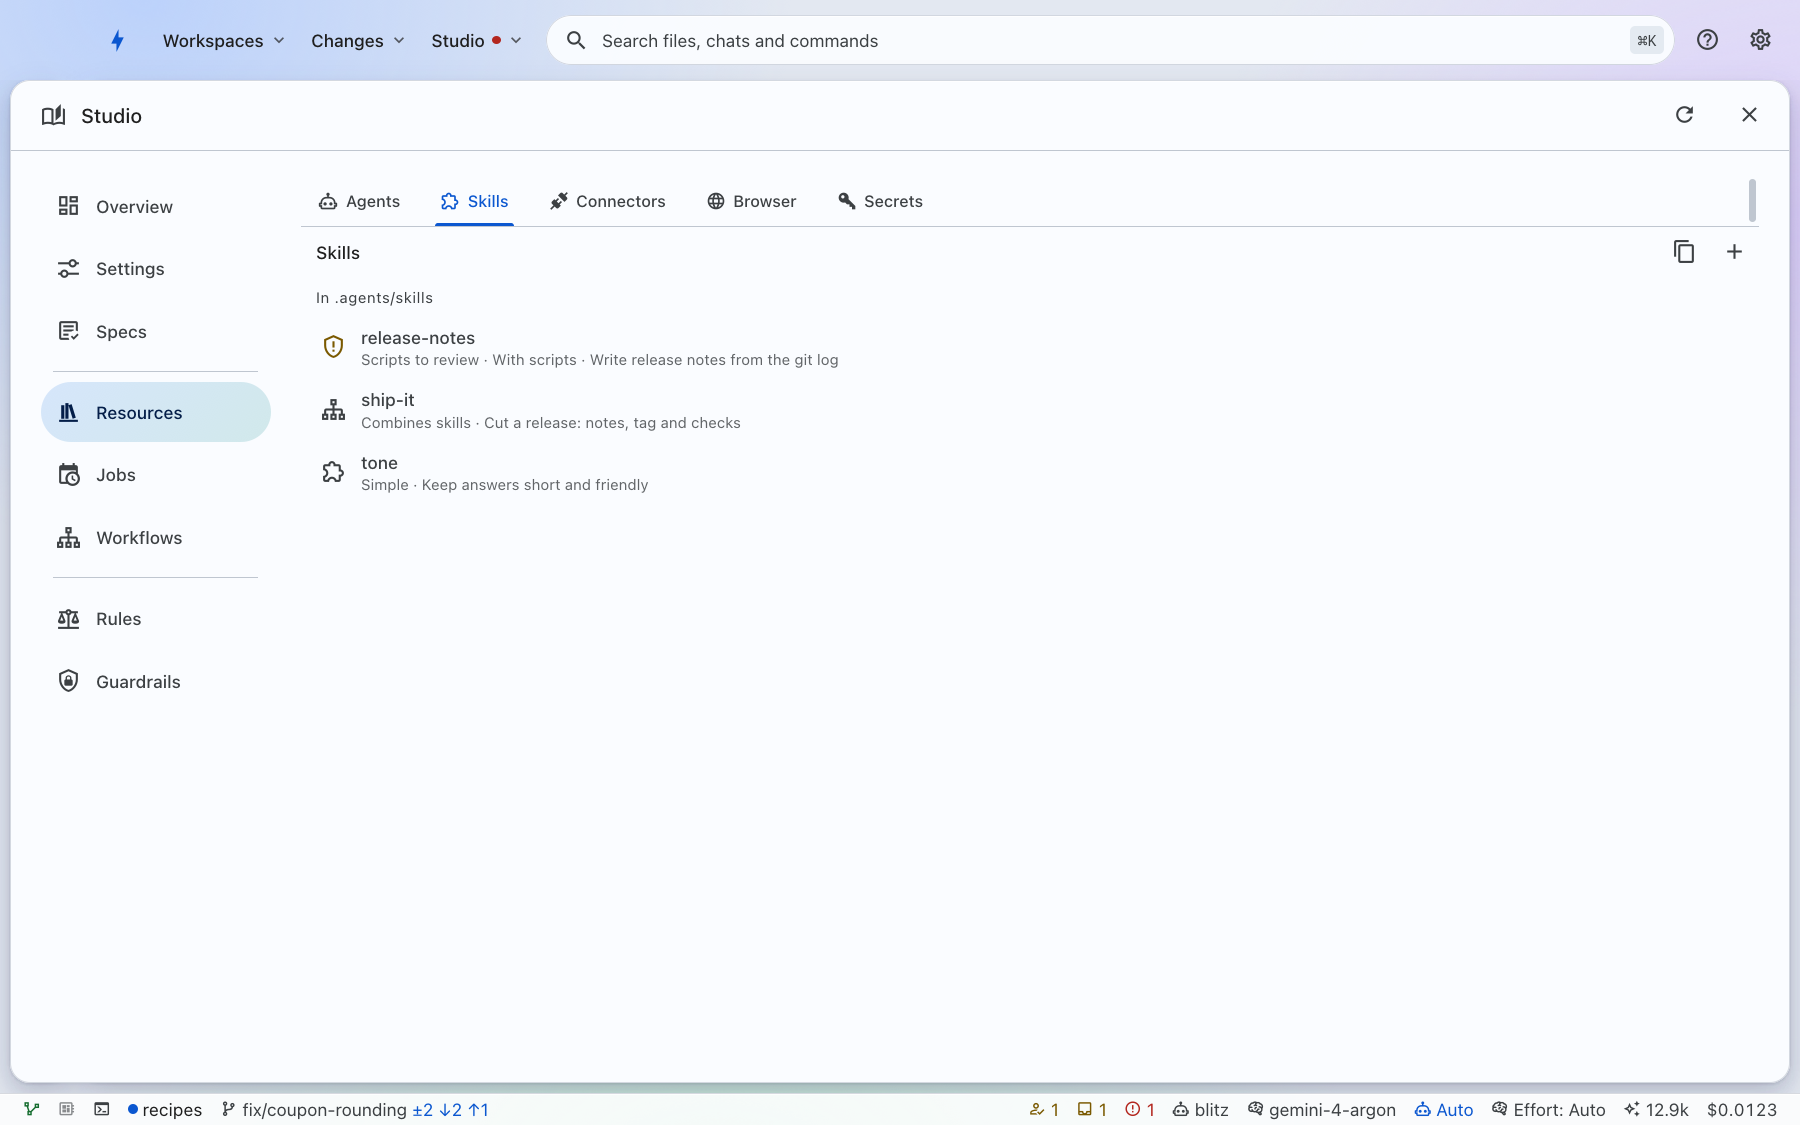 Workspaces Changes Studio Search files, chats and commands ⌘K
Studio
Overview
Settings
Specs
Resources
Jobs
Workflows
Rules
Guardrails
Agents Skills Connectors Browser Secrets
Skills
In .agents/skills
release-notes
Scripts to review · With scripts · Write release notes from the git log
ship-it
Combines skills · Cut a release: notes, tag and checks
tone
Simple · Keep answers short and friendly
recipes fix/coupon-rounding ±2 ↓2 ↑1 1 1 1 blitz gemini-4-argon Auto Effort: Auto 12.9k $0.0123